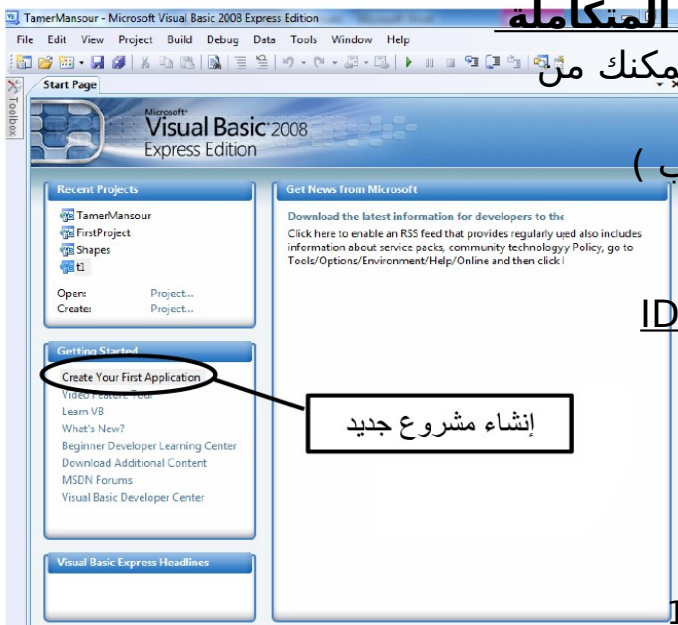 TamerMansour - Microsoft Visual Basic 2008 Express Edition
المتكاملة
File Edit View Project Build Debug Data Tools Window Help
يمكنك من
Start Page
Toolbox
Microsoft
Visual Basic 2008
Express Edition
ب )
Recent Projects
TamerMansour
FirstProject
Shapes
t1
Open: Project...
Create: Project...
Get News from Microsoft
Download the latest information for developers to the
Click here to enable an RSS feed that provides regularly
also includes
information about service packs, community
Policy, go to
Tools/Options/Environment/Help/Online and then click
ID
Getting Started
Create Your First Application
Video Feature Tour
Learn VB
What's New?
Beginner Developer Learning Center
Download Additional Content
MSDN Forums
Visual Basic Developer Center
إنشاء مشروع جديد
Visual Basic Express Headlines
1